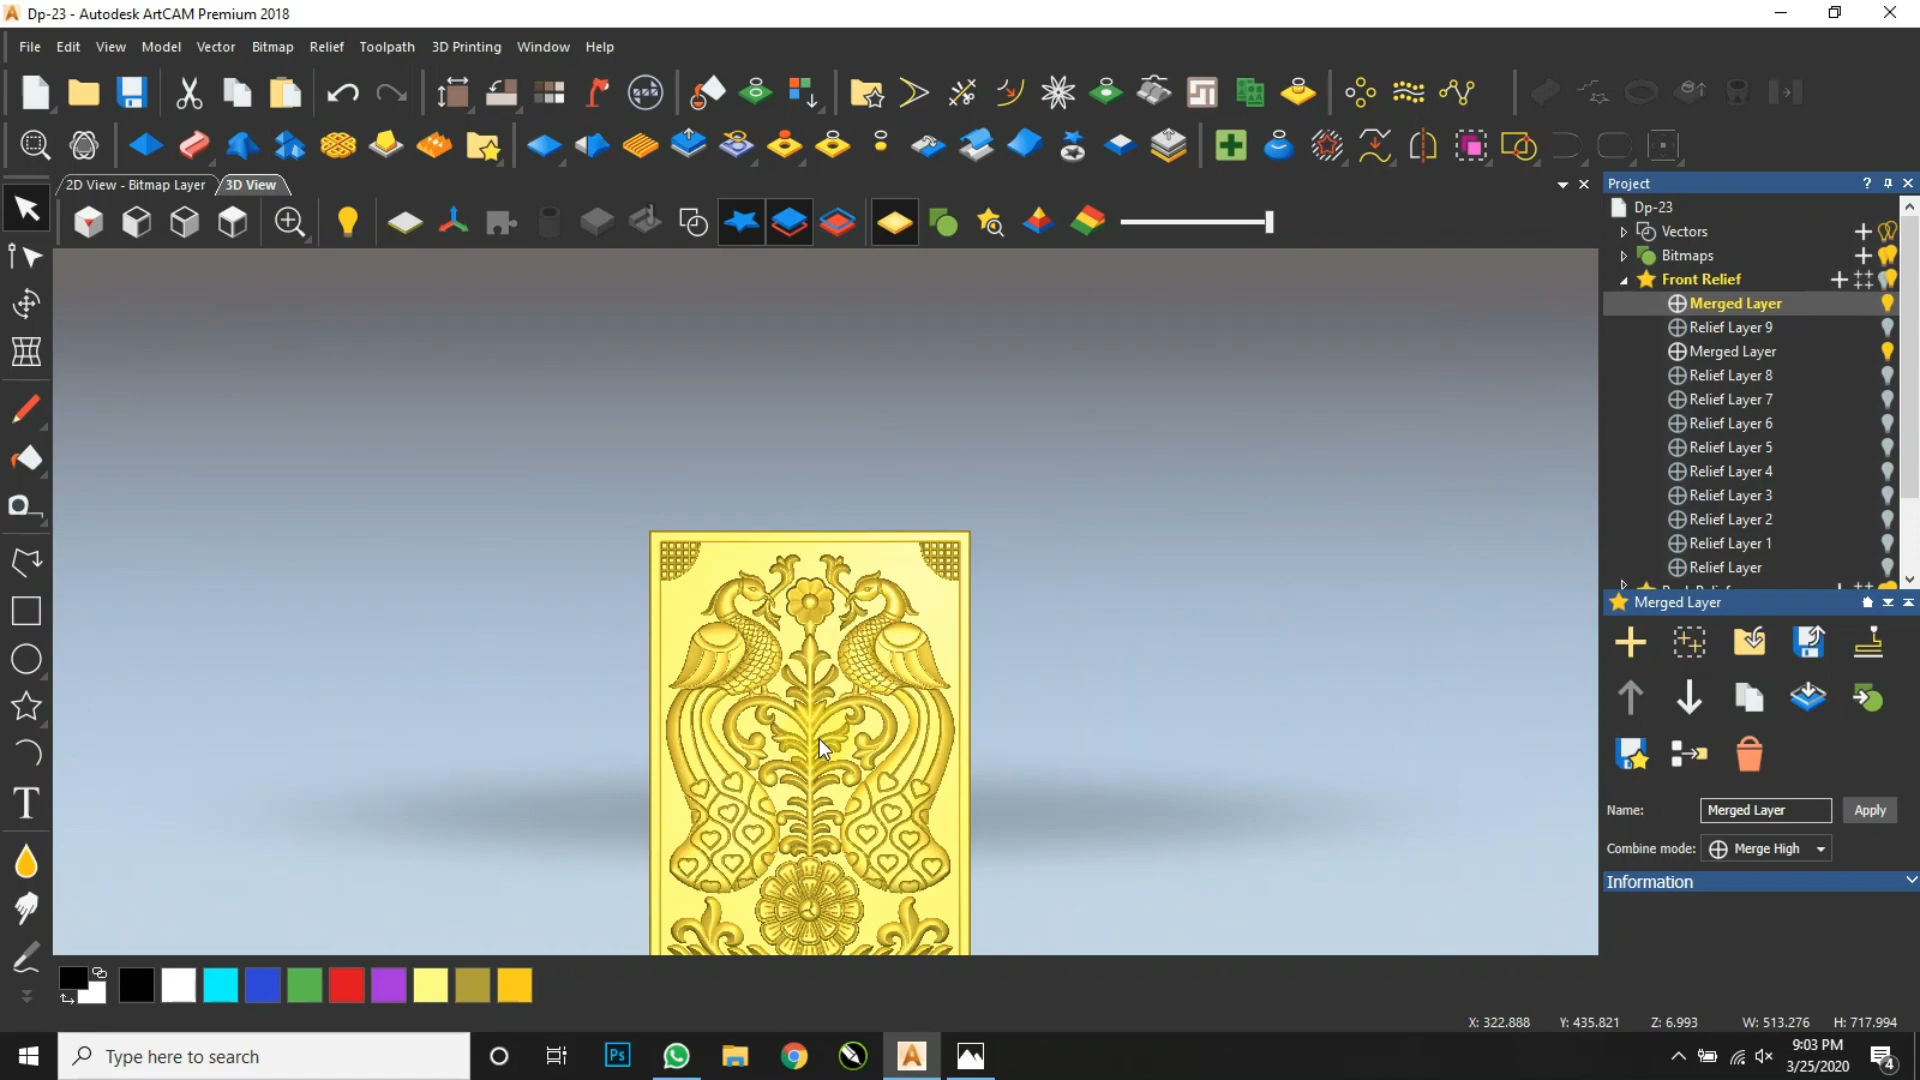 Dp-23 - Autodesk ArtCAM Premium 2018
File Edit View Model Vector Bitmap Relief Toolpath 3D Printing Window Help
2D View - Bitmap Layer 3D View
Project
Dp-23
Vectors
Bitmaps
Front Relief
Merged Layer
Relief Layer 9
Merged Layer
Relief Layer 8
Relief Layer 7
Relief Layer 6
Relief Layer 5
Relief Layer 4
Relief Layer 3
Relief Layer 2
Relief Layer 1
Relief Layer
Merged Layer
Name: Merged Layer Apply
Combine mode: Merge High
Information
X: 322.888 Y: 435.821 Z: 6.993 W: 513.276 H: 717.994
Type here to search
Ps
9:03 PM
3/25/2020
4